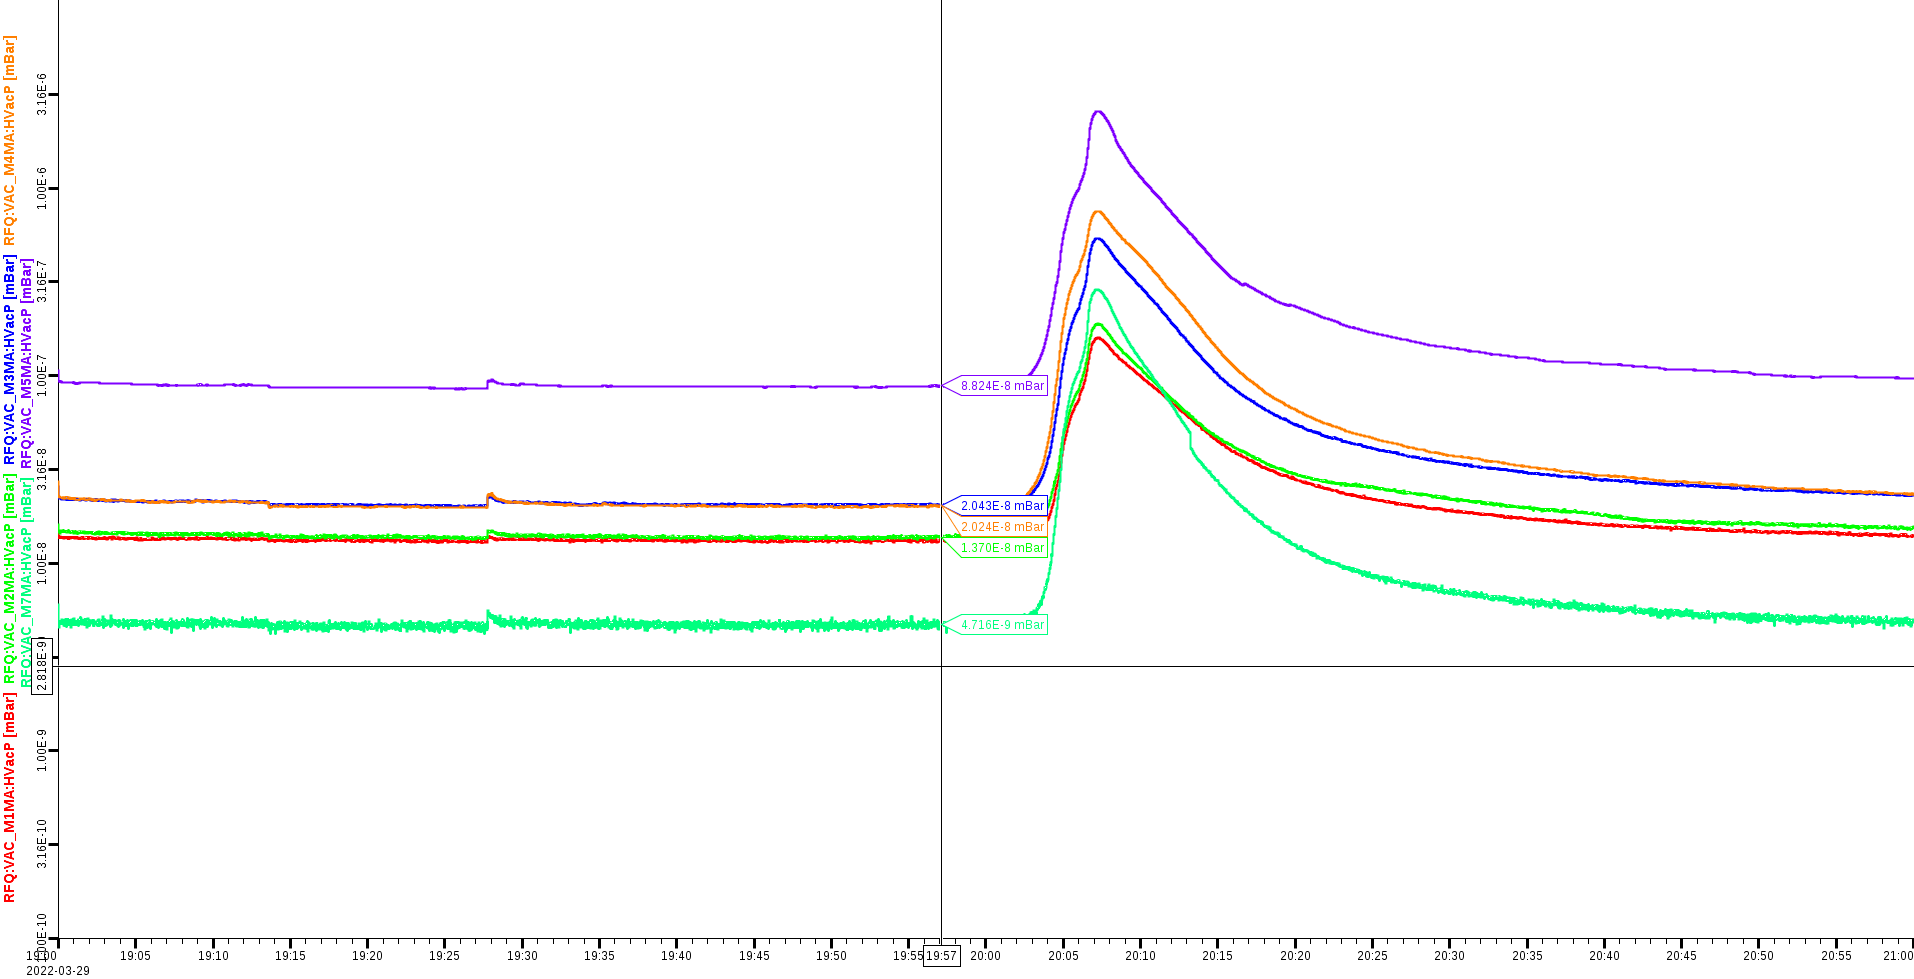 RFQ:VAC_M4MA:HVacP [mBar]
RFQ:VAC_M3MA:HVacP [mBar]
RFQ:VAC_M2MA:HVacP [mBar]
RFQ:VAC_M1MA:HVacP [mBar]
RFQ:VAC_M5MA:HVacP [mBar]
RFQ:VAC_M7MA:HVacP [mBar]
3.16E-6
1.00E-6
3.16E-7
1.00E-7
3.16E-8
1.00E-8
2.818E-9
1.00E-9
3.16E-10
1.00E-10
8.824E-8 mBar
2.043E-8 mBar
2.024E-8 mBar
1.370E-8 mBar
4.716E-9 mBar
19:00 19:05 19:10 19:15 19:20 19:25 19:30 19:35 19:40 19:45 19:50 19:55 19:57 20:00 20:05 20:10 20:15 20:20 20:25 20:30 20:35 20:40 20:45 20:50 20:55 21:00
2022-03-29